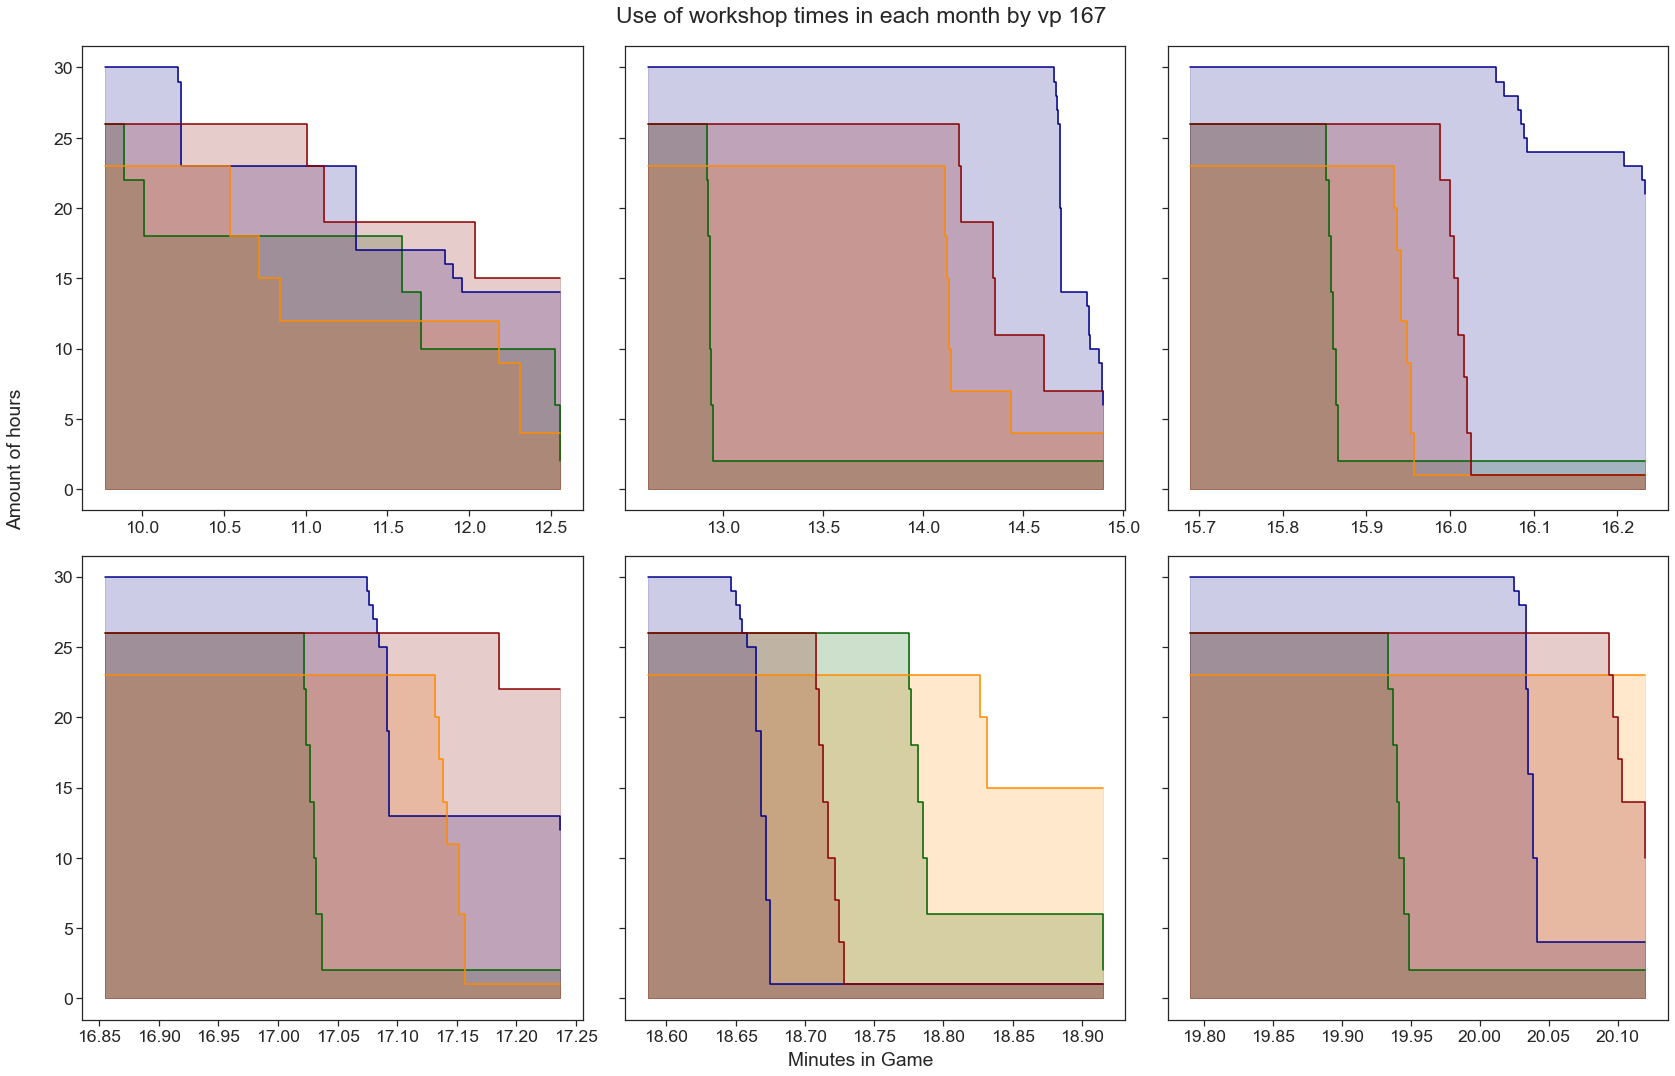 Use of workshop times in each month by vp 167
Amount of hours
30
25
20
15
10
5
0
10.0 10.5 11.0 11.5 12.0 12.5
13.0 13.5 14.0 14.5 15.0
15.7 15.8 15.9 16.0 16.1 16.2
30
25
20
15
10
5
0
16.85 16.90 16.95 17.00 17.05 17.10 17.15 17.20 17.25
18.60 18.65 18.70 18.75 18.80 18.85 18.90
19.80 19.85 19.90 19.95 20.00 20.05 20.10
Minutes in Game